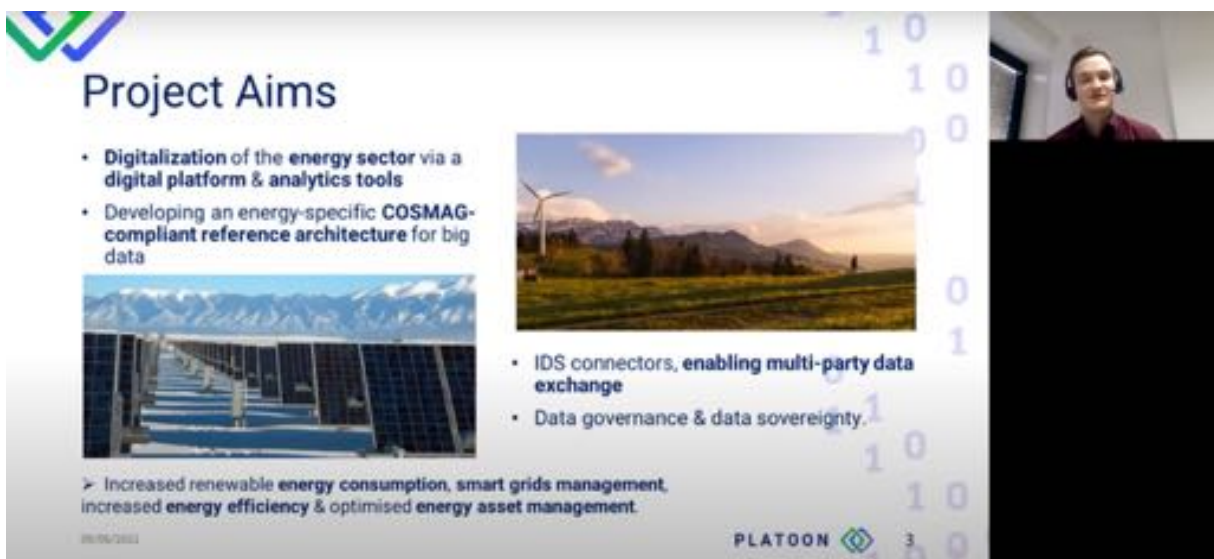 Project Aims
• Digitalization of the energy sector via a
digital platform & analytics tools
• Developing an energy-specific COSMAG-
compliant reference architecture for big
data
• IDS connectors, enabling multi-party data
exchange
• Data governance & data sovereignty.
➢ Increased renewable energy consumption, smart grids management,
increased energy efficiency & optimised energy asset management.
PLATOON
3